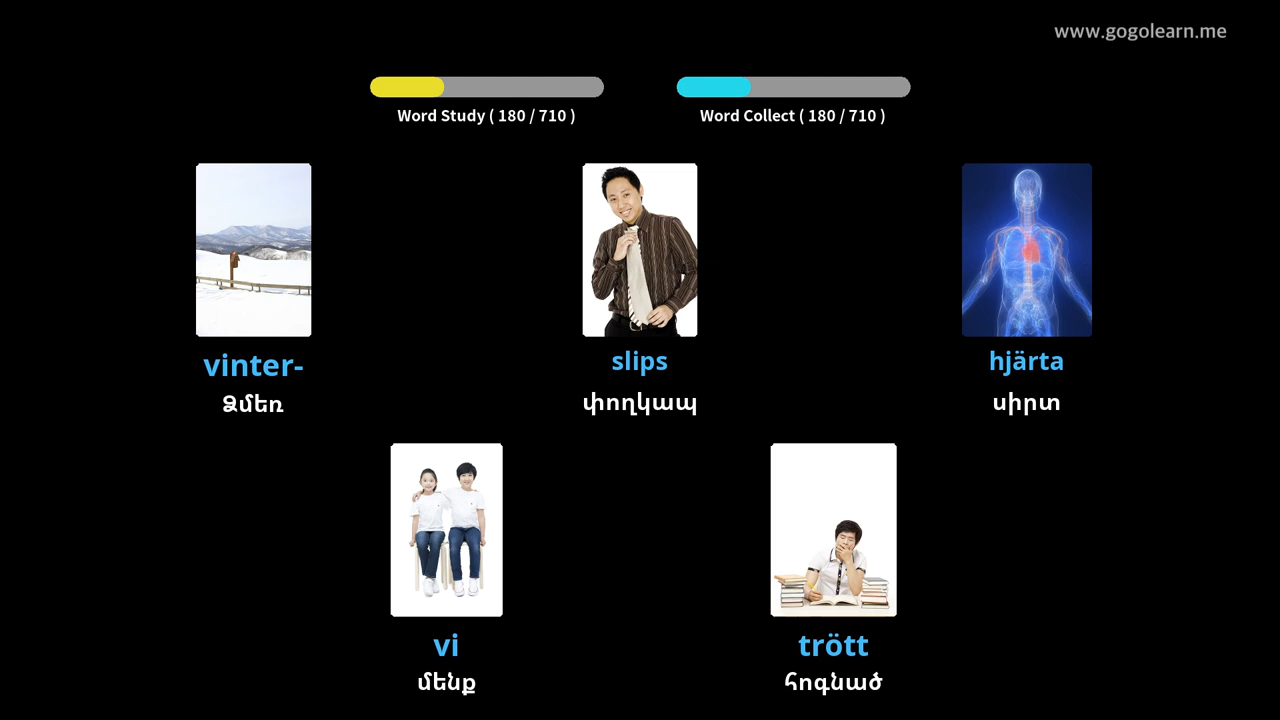 www.gogolearn.me
Word Study ( 180 / 710 )
Word Collect ( 180 / 710 )
vinter-
Ձմեռ
slips
փողկապ
hjärta
սիրտ
vi
մենք
trött
հոգնած